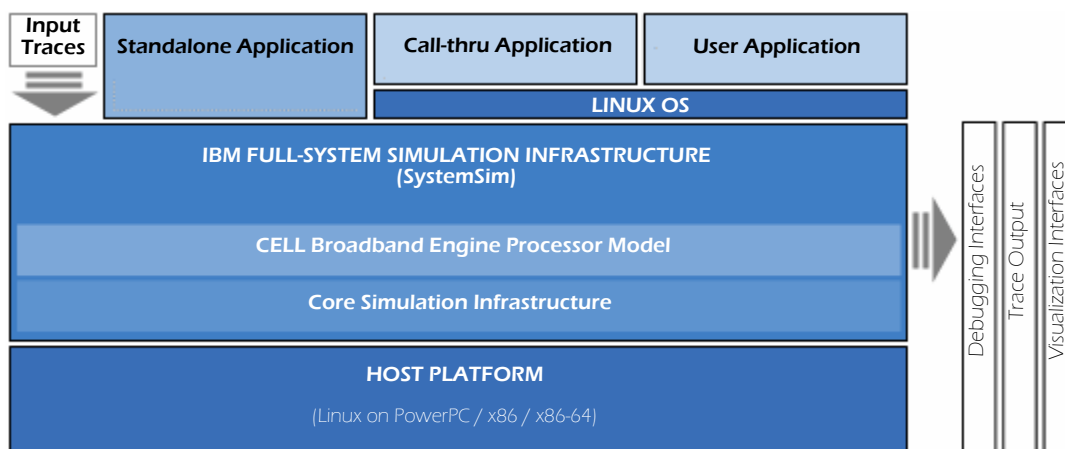 Input
Traces
Standalone Application
Call-thru Application
User Application
LINUX OS
IBM FULL-SYSTEM SIMULATION INFRASTRUCTURE
(SystemSim)
CELL Broadband Engine Processor Model
Core Simulation Infrastructure
HOST PLATFORM
(Linux on PowerPC / x86 / x86-64)
Debugging Interfaces
Trace Output
Visualization Interfaces